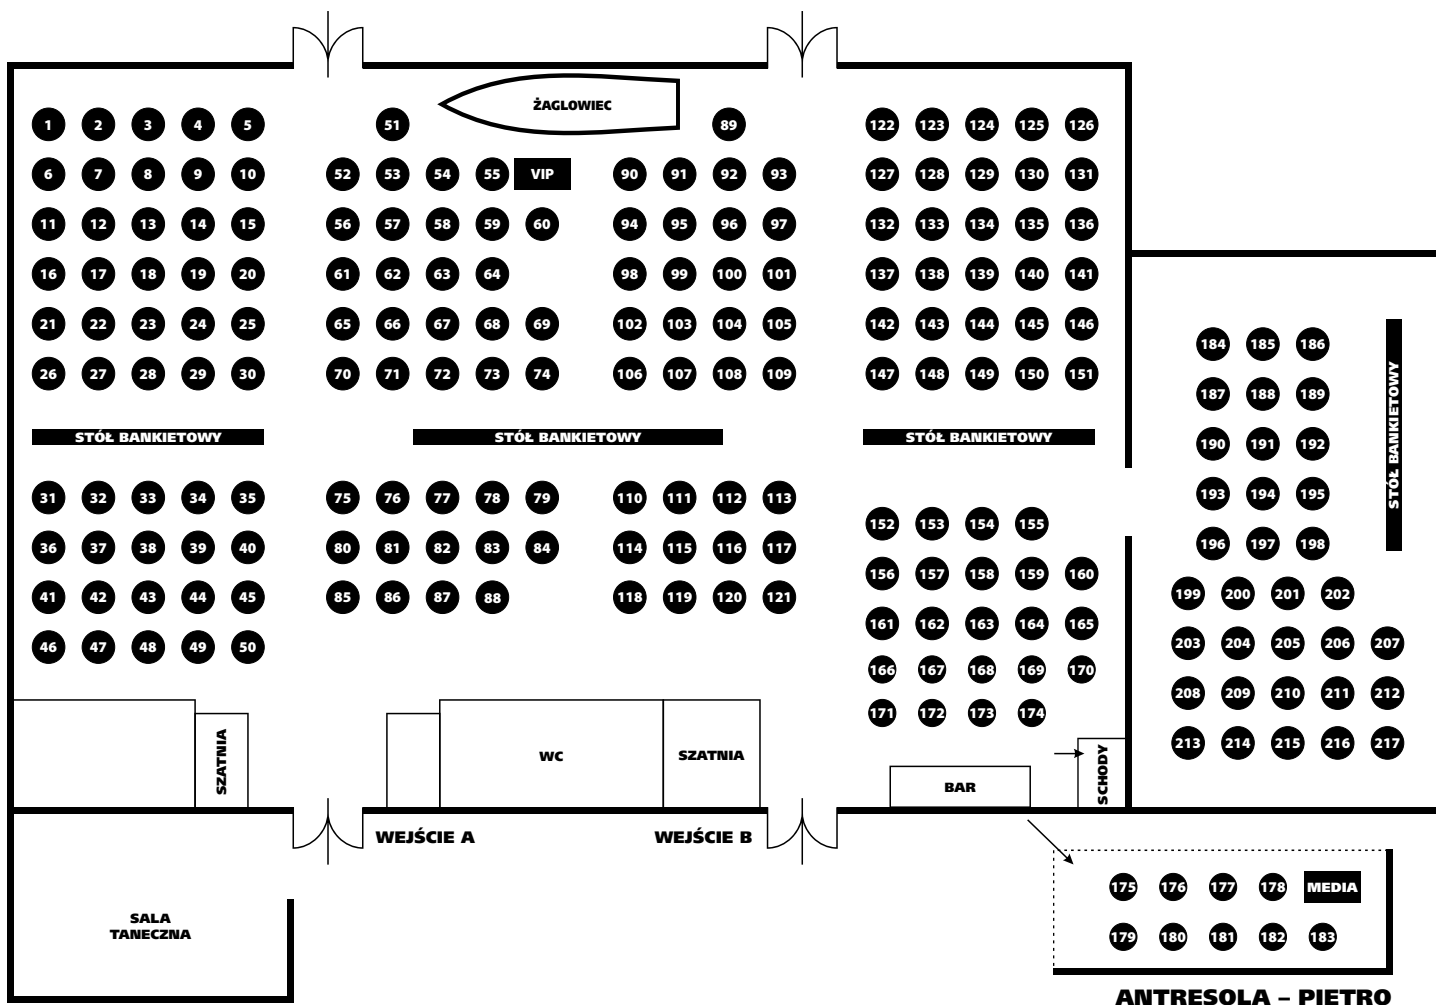 ŻAGLOWIEC
1 2 3 4 5 51 89 122 123 124 125 126
6 7 8 9 10 52 53 54 55 VIP 90 91 92 93 127 128 129 130 131
11 12 13 14 15 56 57 58 59 60 94 95 96 97 132 133 134 135 136
16 17 18 19 20 61 62 63 64 98 99 100 101 137 138 139 140 141
21 22 23 24 25 65 66 67 68 69 102 103 104 105 142 143 144 145 146
26 27 28 29 30 70 71 72 73 74 106 107 108 109 147 148 149 150 151
STÓŁ BANKIETOWY STÓŁ BANKIETOWY STÓŁ BANKIETOWY
31 32 33 34 35 75 76 77 78 79 110 111 112 113
36 37 38 39 40 80 81 82 83 84 114 115 116 117
41 42 43 44 45 85 86 87 88 118 119 120 121
46 47 48 49 50
152 153 154 155
156 157 158 159 160
161 162 163 164 165
166 167 168 169 170
171 172 173 174
184 185 186
187 188 189
190 191 192
193 194 195
196 197 198
STÓŁ BANKIETOWY
199 200 201 202
203 204 205 206 207
208 209 210 211 212
213 214 215 216 217
SZATNIA
WC
SZATNIA
BAR
SCHODY
WEJŚCIE A
WEJŚCIE B
SALA
TANECZNA
175 176 177 178 MEDIA
179 180 181 182 183
ANTRESOLA – PIETRO